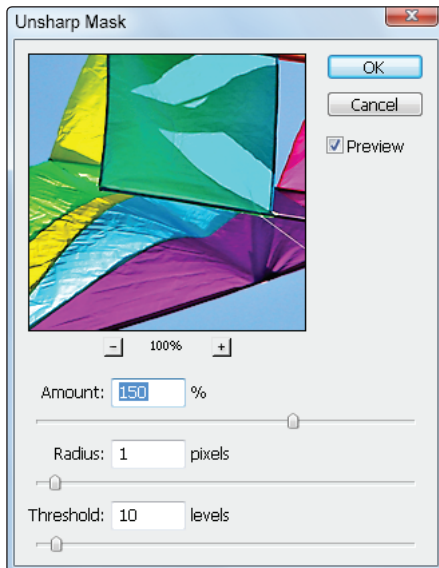 Unsharp Mask
OK
Cancel
Preview
100%
Amount: 150 %
Radius: 1 pixels
Threshold: 10 levels